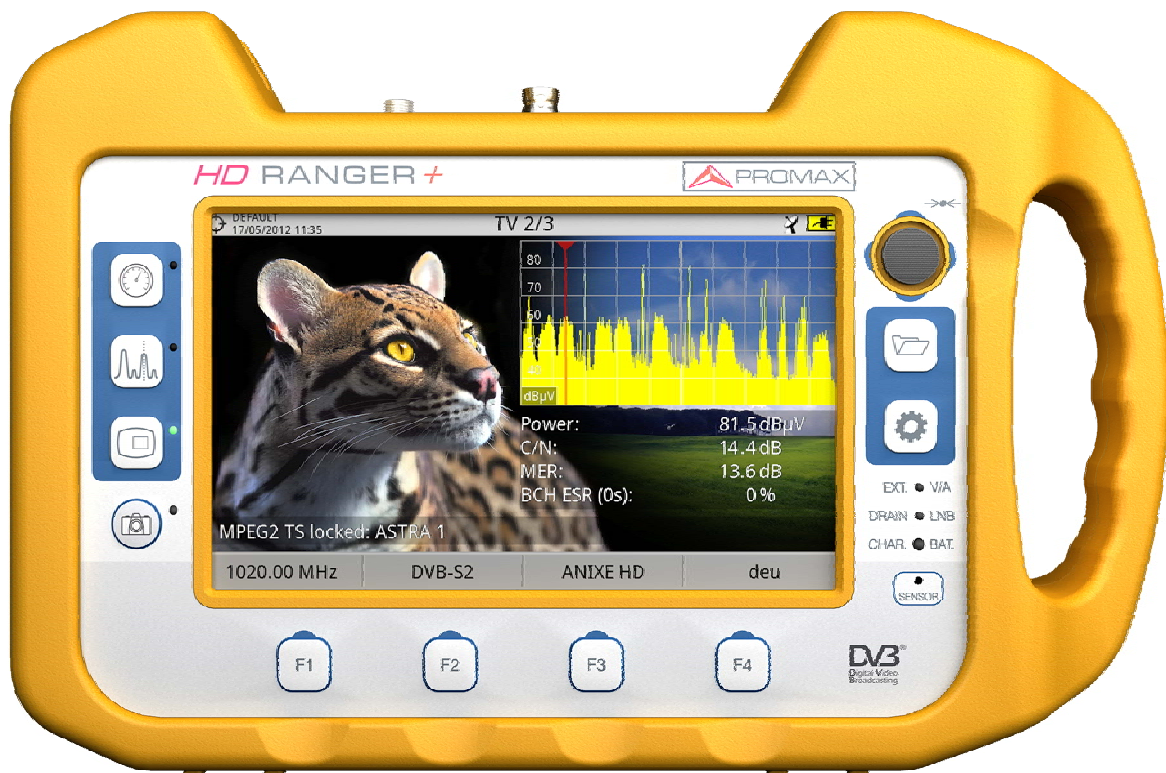 HD RANGER +
PROMAX
DEFAULT
17/05/2012 11:35
TV 2/3
80
70
60
50
40
dBµV
Power: 81.5 dBµV
C/N: 14.4 dB
MER: 13.6 dB
BCH ESR (0s): 0 %
MPEG2 TS locked: ASTRA 1
1020.00 MHz DVB-S2 ANIXE HD deu
EXT. V/A
DRAIN LNB
CHAR. BAT.
SENSOR
F1 F2 F3 F4
DVB®
Digital Video
Broadcasting